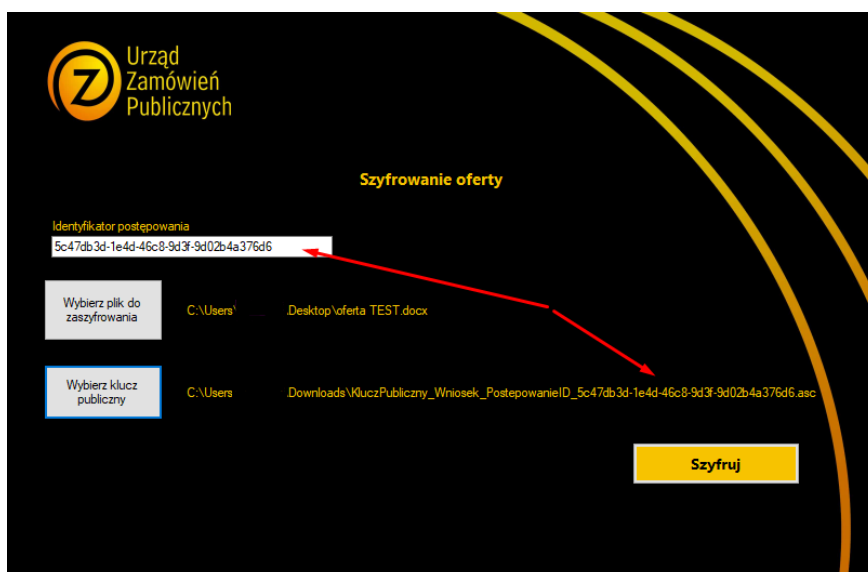 Urząd
Zamówień
Publicznych
Szyfrowanie oferty
Identyfikator postępowania
5c47db3d-1e4d-46c8-9d3f-9d02b4a376d6
Wybierz plik do
zaszyfrowania
C:\Users\ .Desktop\oferta TEST.docx
Wybierz klucz
publiczny
C:\Users .Downloads\KluczPubliczny_Wniosek_PostepowanieID_5c47db3d-1e4d-46c8-9d3f-9d02b4a376d6.asc
Szyfruj